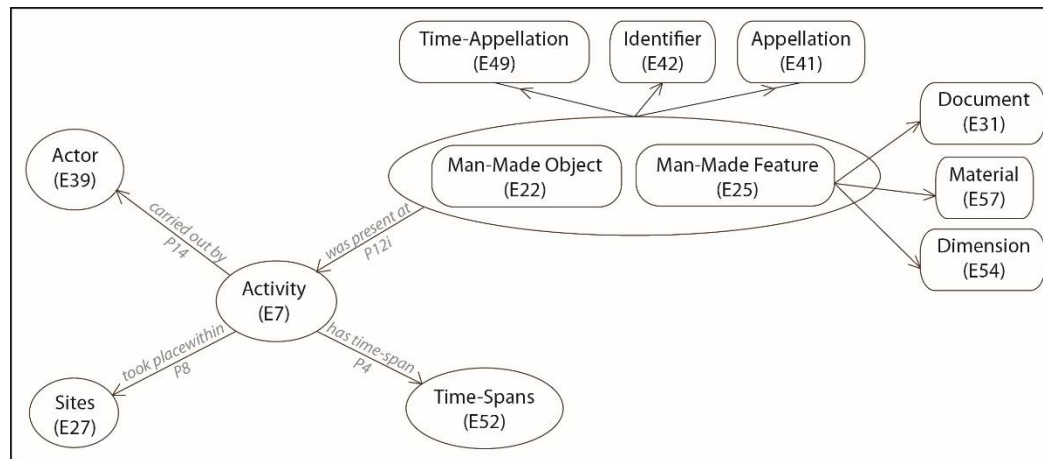 Time-Appellation
(E49)
Identifier
(E42)
Appellation
(E41)
Document
(E31)
Actor
(E39)
Man-Made Object
(E22)
Man-Made Feature
(E25)
Material
(E57)
carried out by
P14
was present at
P12i
Dimension
(E54)
Activity
(E7)
took placewithin
P8
has time-span
P4
Sites
(E27)
Time-Spans
(E52)